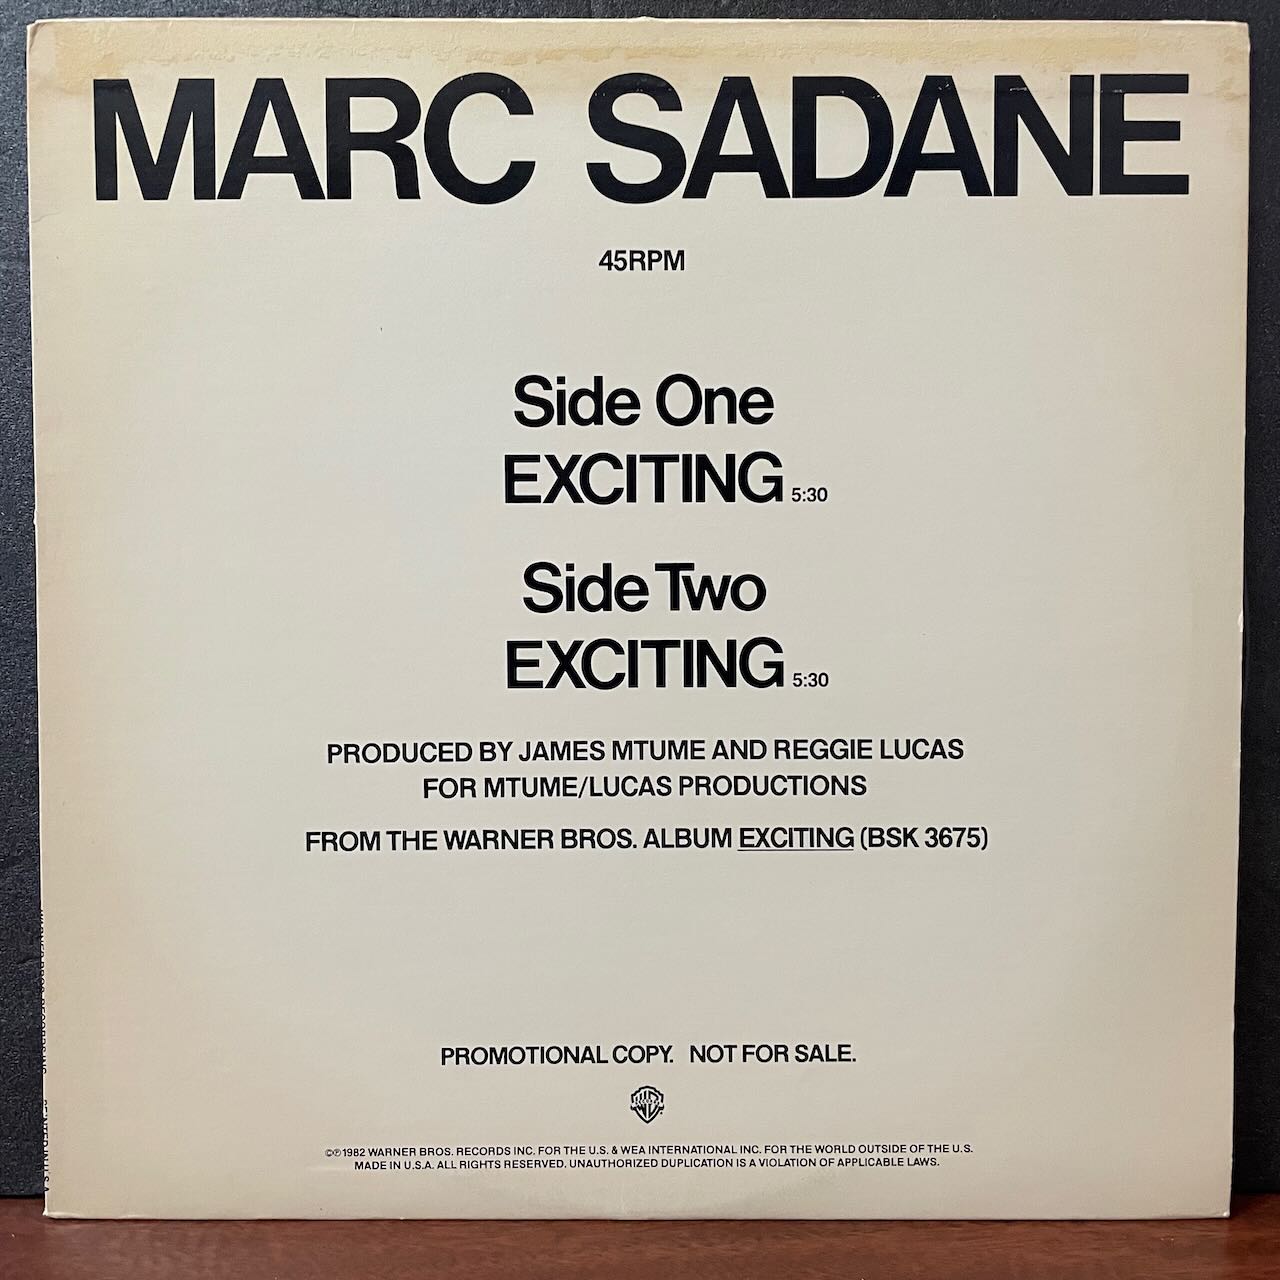 MARC SADANE
45RPM
Side One
EXCITING 5:30
Side Two
EXCITING 5:30
PRODUCED BY JAMES MTUME AND REGGIE LUCAS
FOR MTUME/LUCAS PRODUCTIONS
FROM THE WARNER BROS. ALBUM EXCITING (BSK 3675)
PROMOTIONAL COPY. NOT FOR SALE.
©℗1982 WARNER BROS. RECORDS INC. FOR THE U.S. & WEA INTERNATIONAL INC. FOR THE WORLD OUTSIDE OF THE U.S.
MADE IN U.S.A. ALL RIGHTS RESERVED. UNAUTHORIZED DUPLICATION IS A VIOLATION OF APPLICABLE LAWS.